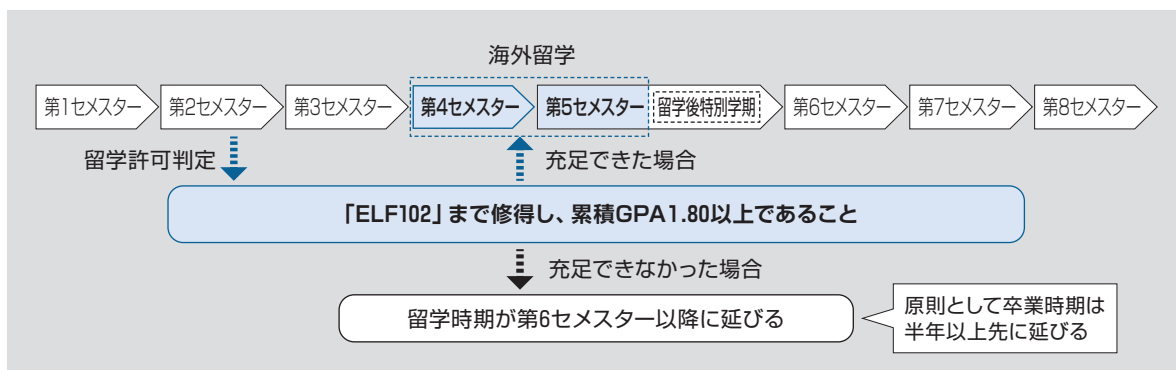 海外留学
第1セメスター
第2セメスター
第3セメスター
第4セメスター
第5セメスター
留学後特別学期
第6セメスター
第7セメスター
第8セメスター
留学許可判定
充足できた場合
「ELF102」まで修得し、累積GPA1.80以上であること
充足できなかった場合
留学時期が第6セメスター以降に延びる
原則として卒業時期は
半年以上先に延びる